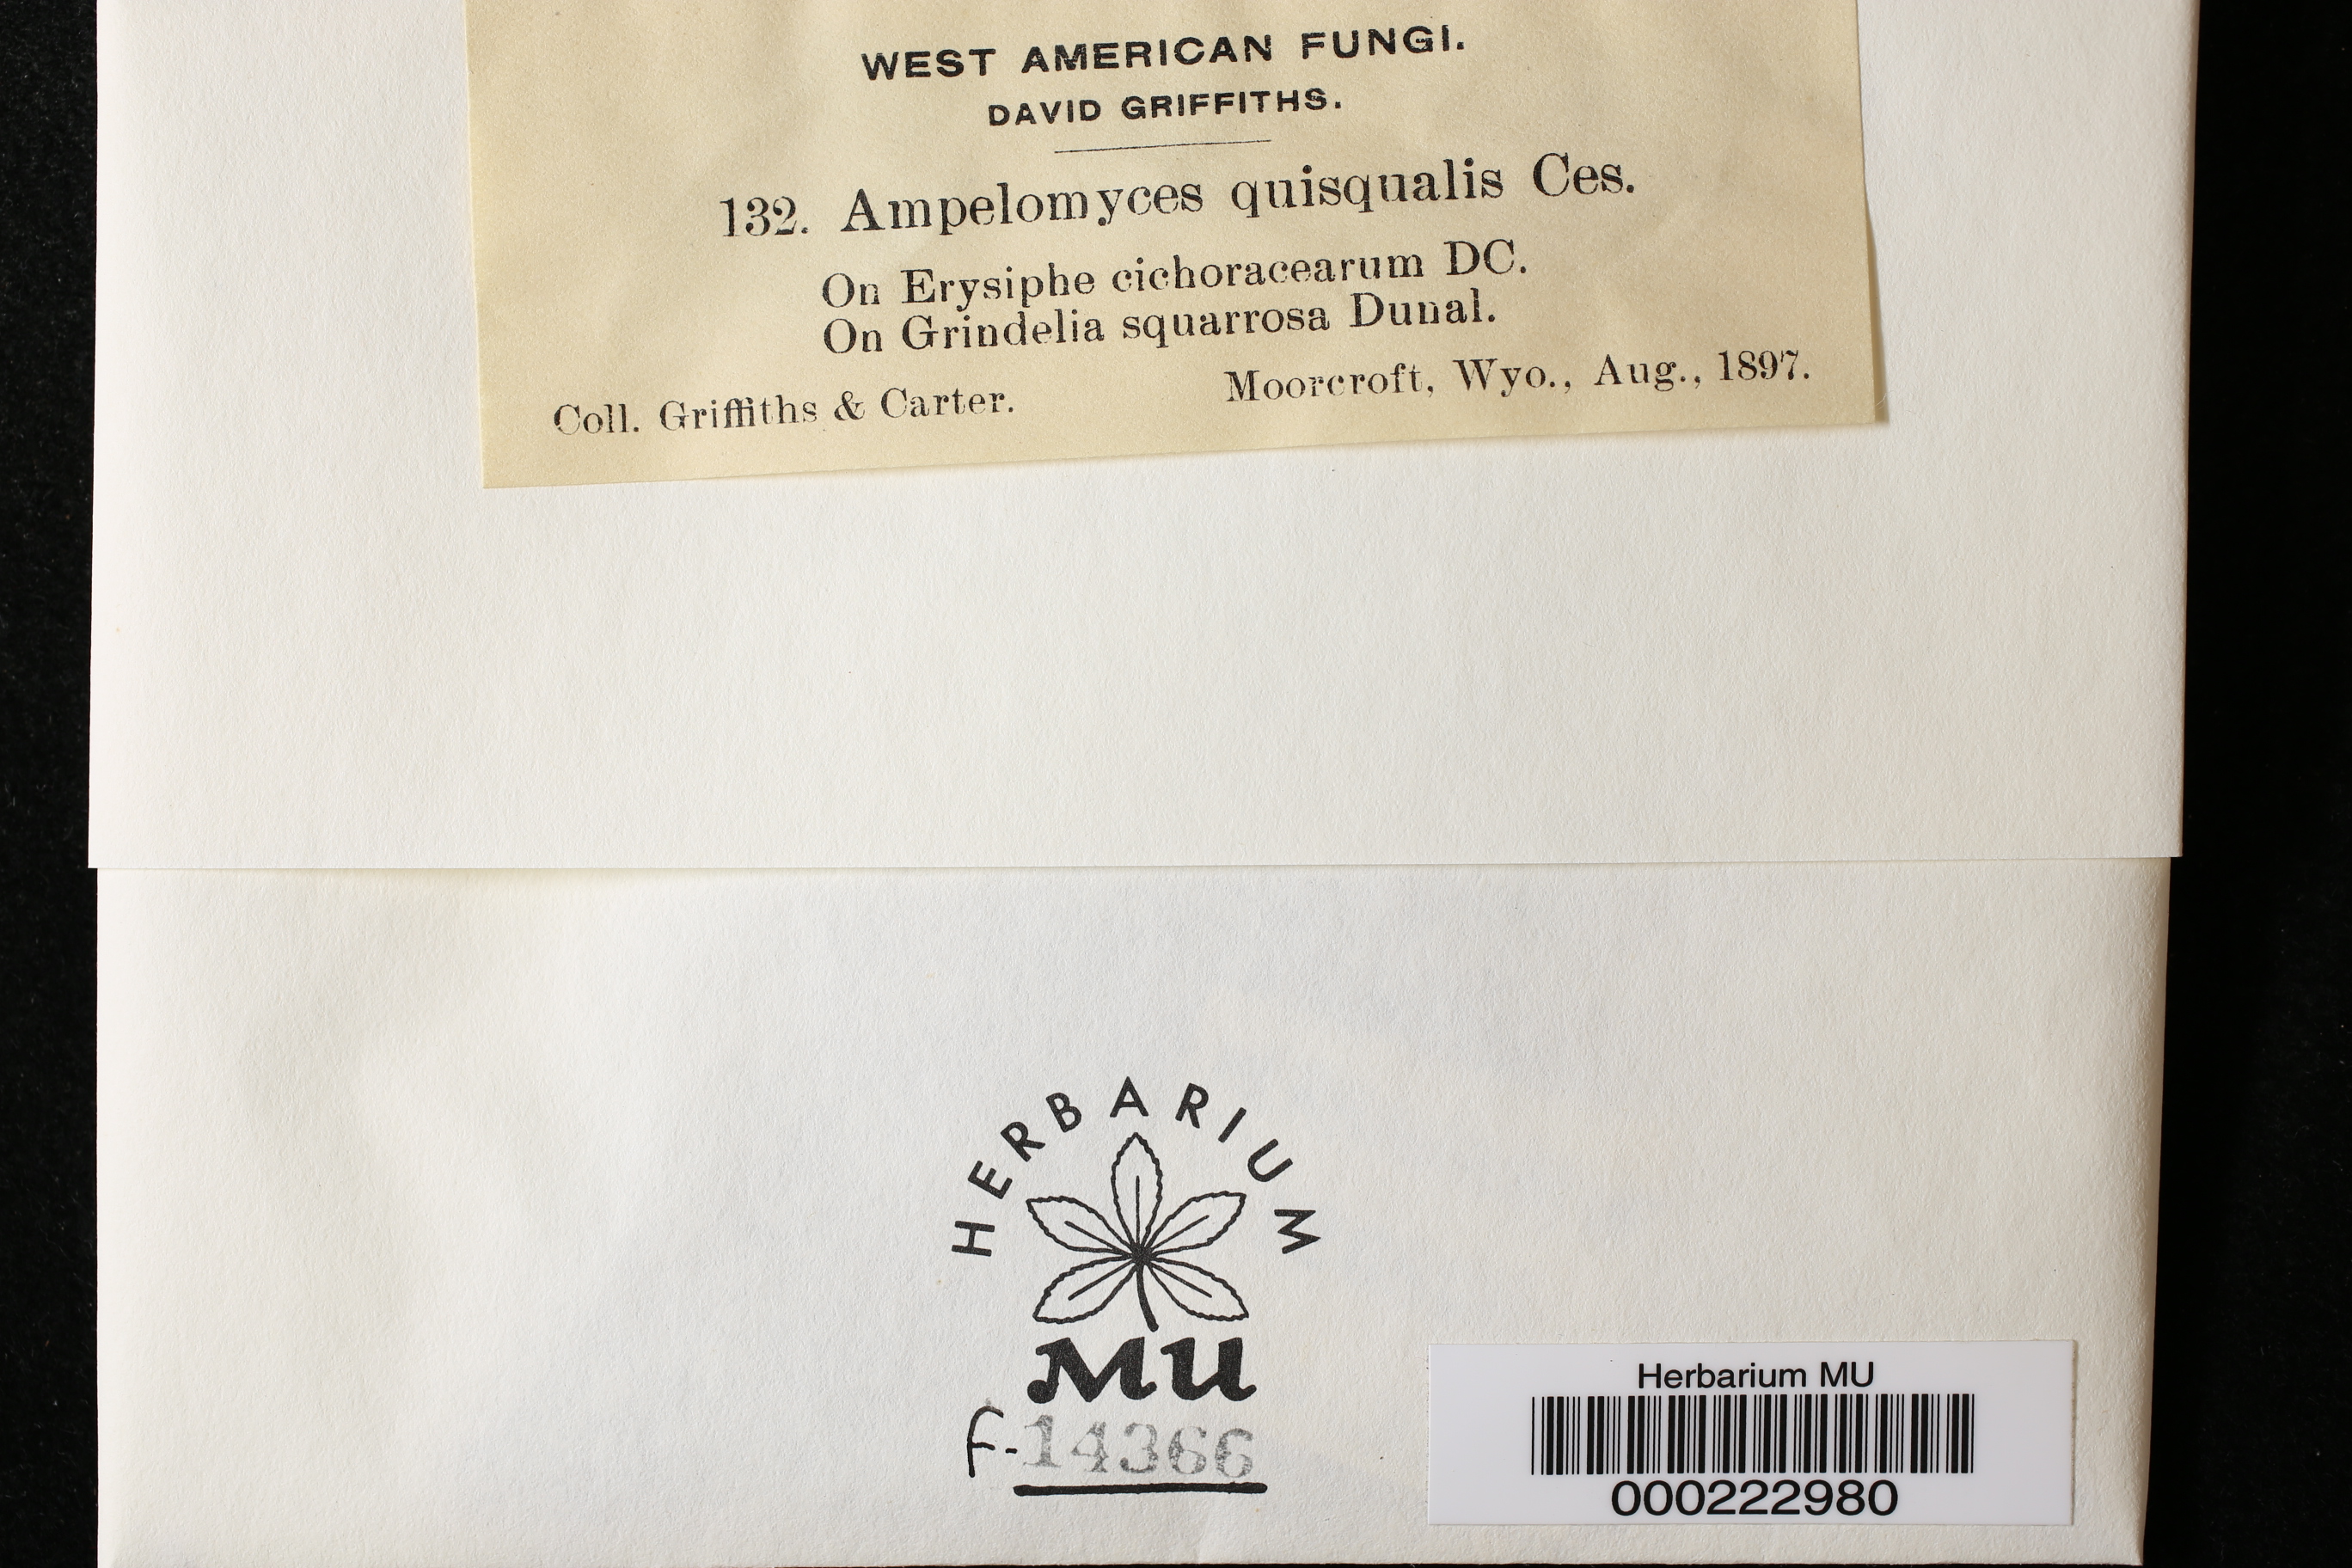 WEST AMERICAN FUNGI.
DAVID GRIFFITHS.
132. Ampelomyces quisqualis Ces.
On Erysiphe cichoracearum DC.
On Grindelia squarrosa Dunal.
Coll. Griffiths & Carter. Moorcroft, Wyo., Aug., 1897.
HERBARIUM
MU
F-14366
Herbarium MU
000222980